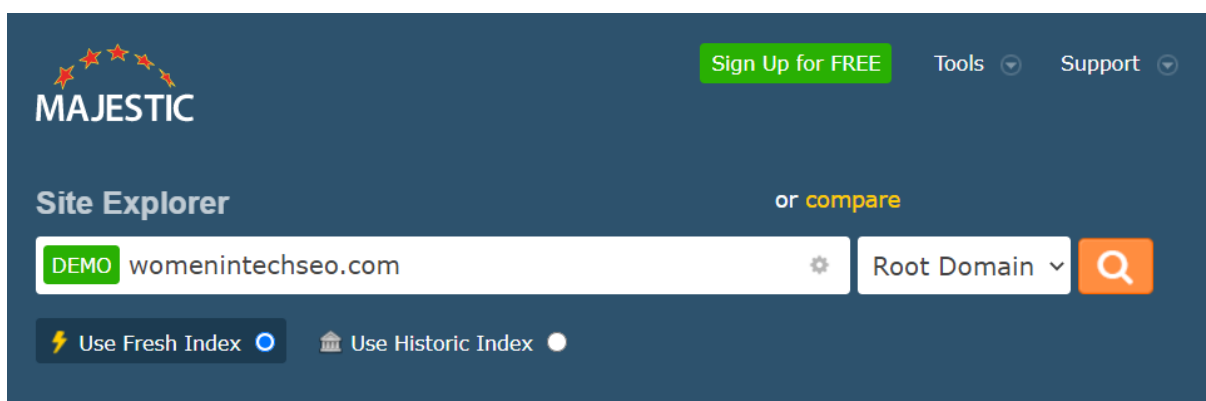 Sign Up for FREE Tools Support
MAJESTIC
Site Explorer or compare
DEMO womenintechseo.com Root Domain
Use Fresh Index Use Historic Index